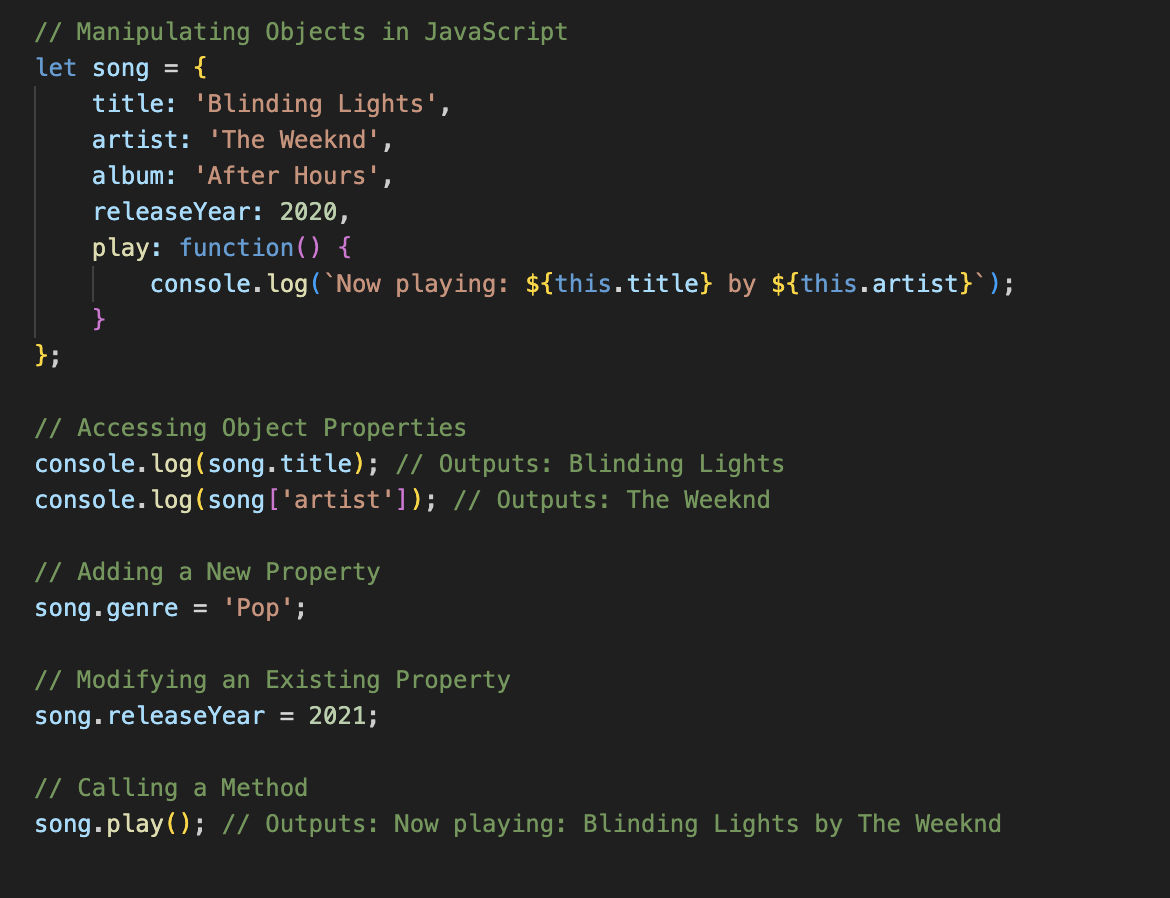 // Manipulating Objects in JavaScript
let song = {
    title: 'Blinding Lights',
    artist: 'The Weeknd',
    album: 'After Hours',
    releaseYear: 2020,
    play: function() {
        console.log(`Now playing: ${this.title} by ${this.artist}`);
    }
};

// Accessing Object Properties
console.log(song.title); // Outputs: Blinding Lights
console.log(song['artist']); // Outputs: The Weeknd

// Adding a New Property
song.genre = 'Pop';

// Modifying an Existing Property
song.releaseYear = 2021;

// Calling a Method
song.play(); // Outputs: Now playing: Blinding Lights by The Weeknd